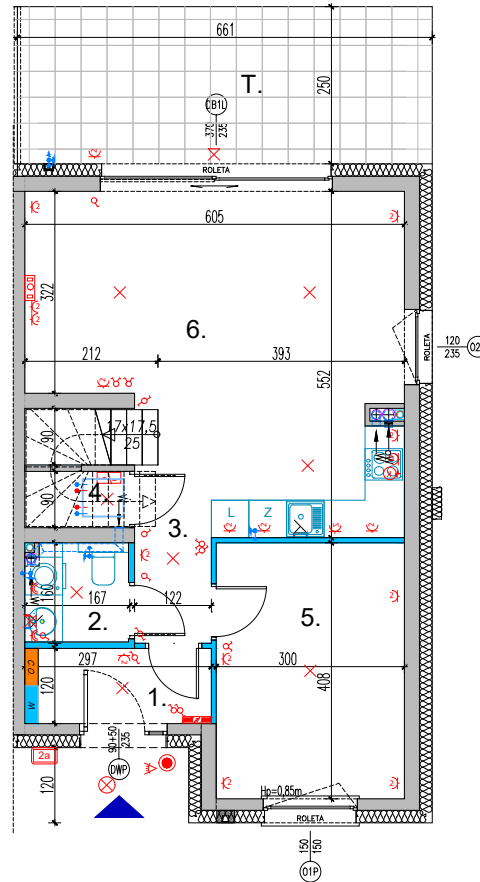 661
T.
250
CB1L
370
235
ROLETA
605
322
6.
212
393
552
120
235
02
ROLETA
90
17x17,5
25
4.
90
3.
L
Z
160
167
122
2.
5.
297
300
408
C.O
W
120
1.
2a
90+50
235
DWP
120
Hp=0,85m
ROLETA
150
150
01P